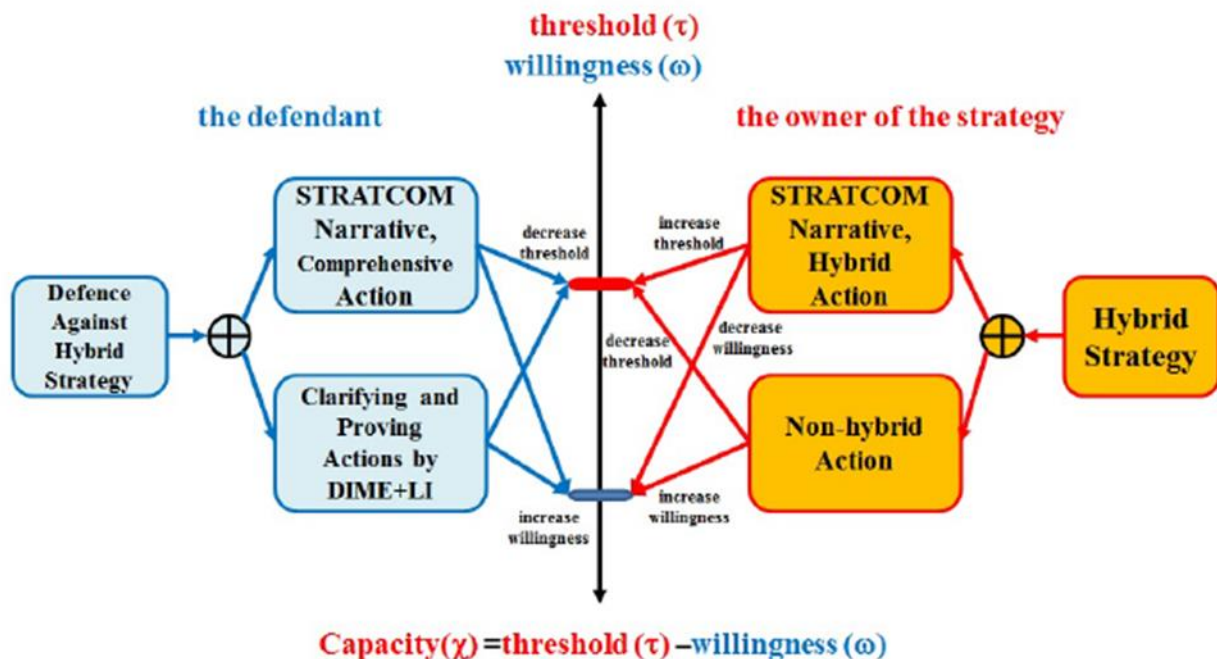 threshold (τ)
willingness (ω)
the defendant
the owner of the strategy
STRATCOM
Narrative,
Comprehensive
Action
decrease
threshold
increase
threshold
STRATCOM
Narrative,
Hybrid
Action
Defence
Against
Hybrid
Strategy
decrease
threshold
decrease
willingness
Hybrid
Strategy
Clarifying and
Proving
Actions by
DIME+LI
Non-hybrid
Action
increase
willingness
increase
willingness
Capacity(χ) =threshold (τ) –willingness (ω)